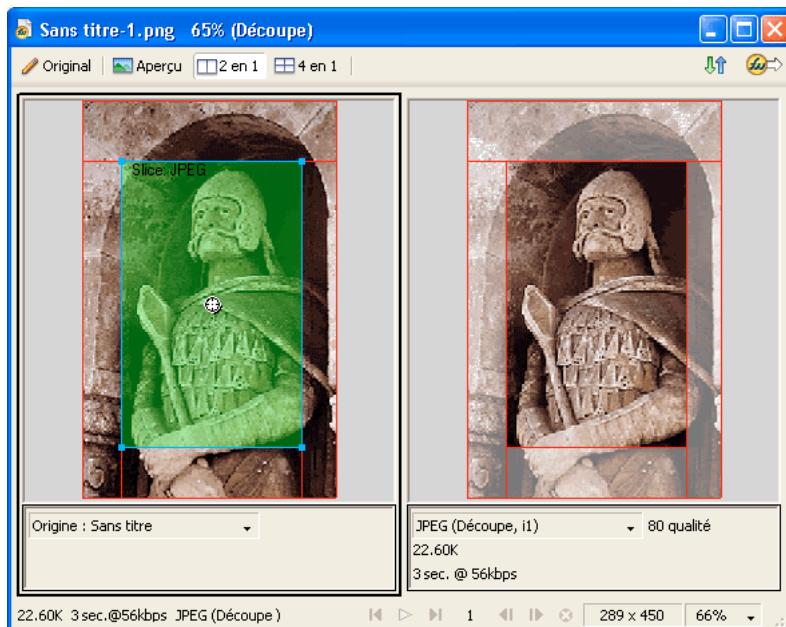 Sans titre-1.png 65% (Découpe)
Original Aperçu 2 en 1 4 en 1
Slice: JPEG
Origine : Sans titre
JPEG (Découpe, i1) 80 qualité
22.60K
3 sec. @ 56kbps
22.60K 3 sec.@56kbps JPEG (Découpe ) 1 289 x 450 66%